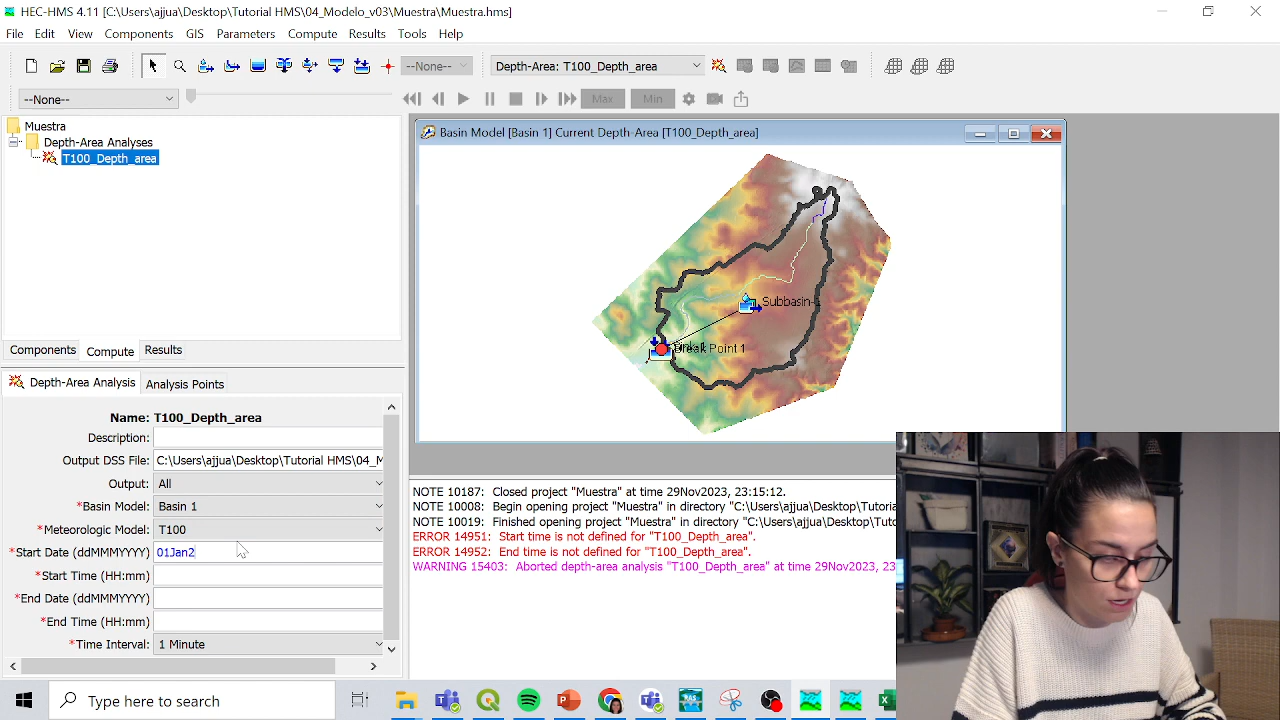 HEC-HMS 4.11 [C:\Users\ajjua\Desktop\Tutorial HMS\04_Modelo_v03\Muestra\Muestra.hms]
File Edit View Components GIS Parameters Compute Results Tools Help
--None-- Depth-Area: T100_Depth_area
--None-- Max Min
Muestra
Depth-Area Analyses
T100_Depth_area
Components Compute Results
Basin Model [Basin 1] Current Depth-Area [T100_Depth_area]
Break Point 1
Depth-Area Analysis Analysis Points
Name: T100_Depth_area
Description:
Output DSS File: C:\Users\ajjua\Desktop\Tutorial HMS\04_M
Output: All
*Basin Model: Basin 1
*Meteorologic Model: T100
*Start Date (ddMMMYYYY) 01Jan2
*Start Time (HH:mm)
*End Date (ddMMMYYYY)
*End Time (HH:mm)
*Time Interval: 1 Minute
NOTE 10187: Closed project "Muestra" at time 29Nov2023, 23:15:12.
NOTE 10008: Begin opening project "Muestra" in directory "C:\Users\ajjua\Desktop\Tu
NOTE 10019: Finished opening project "Muestra" in directory "C:\Users\ajjua\Desktop\
ERROR 14951: Start time is not defined for "T100_Depth_area".
ERROR 14952: End time is not defined for "T100_Depth_area".
WARNING 15403: Aborted depth-area analysis "T100_Depth_area" at time 29Nov2023, 23
Type here to search